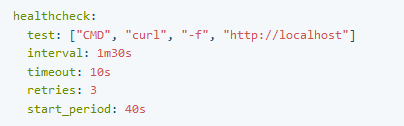 healthcheck:
  test: ["CMD", "curl", "-f", "http://localhost"]
  interval: 1m30s
  timeout: 10s
  retries: 3
  start_period: 40s